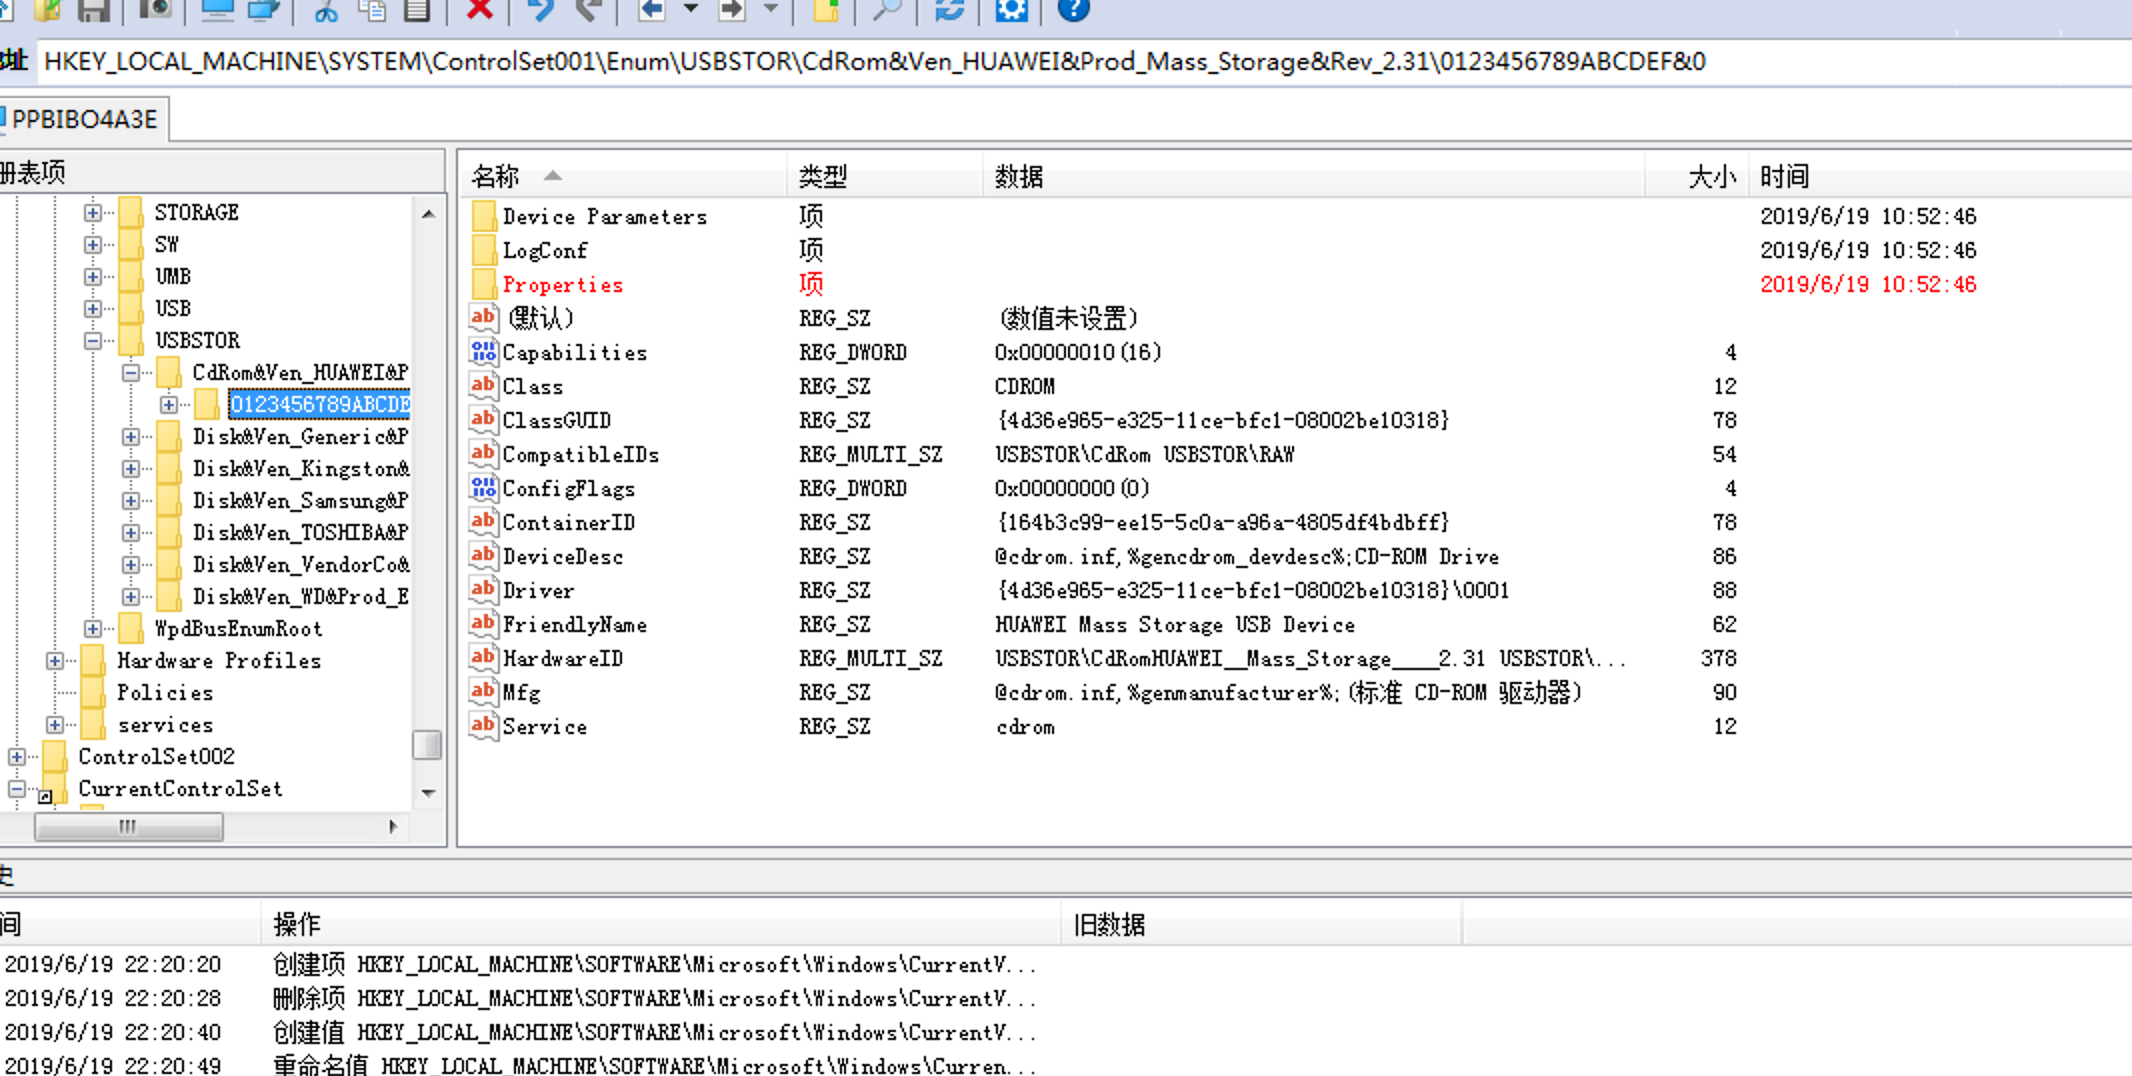 址 HKEY_LOCAL_MACHINE\SYSTEM\ControlSet001\Enum\USBSTOR\CdRom&Ven_HUAWEI&Prod_Mass_Storage&Rev_2.31\0123456789ABCDEF&0
PPBIBO4A3E
册表项
STORAGE
SW
UMB
USB
USBSTOR
CdRom&Ven_HUAWEI&P
0123456789ABCDE
Disk&Ven_Generic&P
Disk&Ven_Kingston&
Disk&Ven_Samsung&P
Disk&Ven_TOSHIBA&P
Disk&Ven_VendorCo&
Disk&Ven_WD&Prod_E
WpdBusEnumRoot
Hardware Profiles
Policies
services
ControlSet002
CurrentControlSet
名称 类型 数据 大小 时间
Device Parameters 项 2019/6/19 10:52:46
LogConf 项 2019/6/19 10:52:46
Properties 项 2019/6/19 10:52:46
(默认) REG_SZ (数值未设置)
Capabilities REG_DWORD 0x00000010(16) 4
Class REG_SZ CDROM 12
ClassGUID REG_SZ {4d36e965-e325-11ce-bfc1-08002be10318} 78
CompatibleIDs REG_MULTI_SZ USBSTOR\CdRom USBSTOR\RAW 54
ConfigFlags REG_DWORD 0x00000000(0) 4
ContainerID REG_SZ {164b3c99-ee15-5c0a-a96a-4805df4bdbff} 78
DeviceDesc REG_SZ @cdrom.inf,%gencdrom_devdesc%;CD-ROM Drive 86
Driver REG_SZ {4d36e965-e325-11ce-bfc1-08002be10318}\0001 88
FriendlyName REG_SZ HUAWEI Mass Storage USB Device 62
HardwareID REG_MULTI_SZ USBSTOR\CdRomHUAWEI__Mass_Storage____2.31 USBSTOR\... 378
Mfg REG_SZ @cdrom.inf,%genmanufacturer%;(标准 CD-ROM 驱动器) 90
Service REG_SZ cdrom 12
史
间 操作 旧数据
2019/6/19 22:20:20 创建项 HKEY_LOCAL_MACHINE\SOFTWARE\Microsoft\Windows\CurrentV...
2019/6/19 22:20:28 删除项 HKEY_LOCAL_MACHINE\SOFTWARE\Microsoft\Windows\CurrentV...
2019/6/19 22:20:40 创建值 HKEY_LOCAL_MACHINE\SOFTWARE\Microsoft\Windows\CurrentV...
2019/6/19 22:20:49 重命名值 HKEY_LOCAL_MACHINE\SOFTWARE\Microsoft\Windows\Curren...